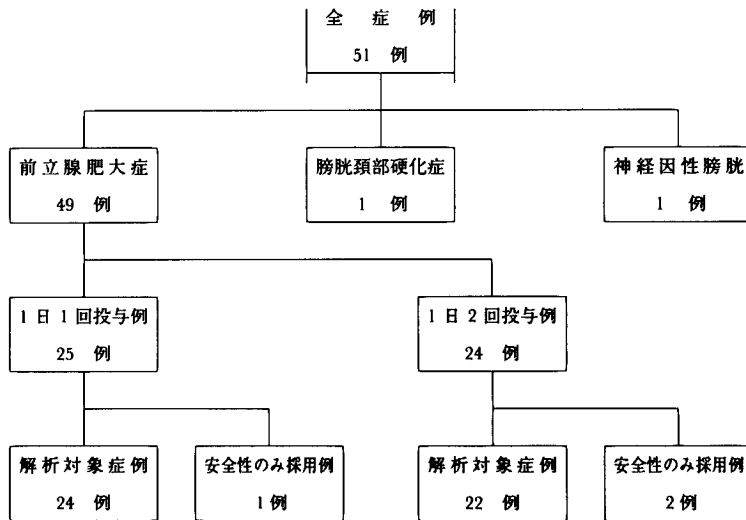 全症例
51 例
前立腺肥大症
49 例
膀胱頚部硬化症
1 例
神経因性膀胱
1 例
1日1回投与例
25 例
1日2回投与例
24 例
解析対象症例
24 例
安全性のみ採用例
1例
解析対象症例
22 例
安全性のみ採用例
2例